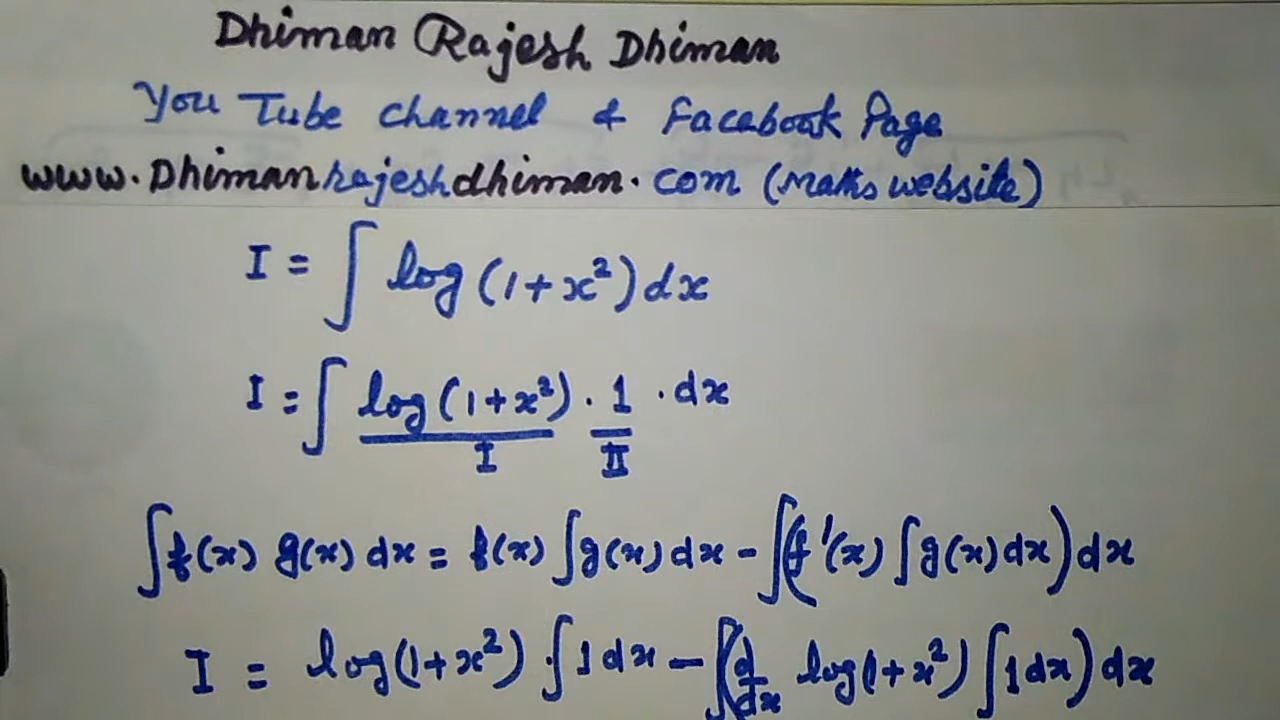 Dhiman Rajesh Dhiman
You Tube channel & Facebook Page
www.Dhimanrajeshdhiman.com (Maths website)
I = ∫ log (1+x²) dx
I = ∫ log (1+x²) · 1 · dx
I II
∫f(x) g(x) dx = f(x) ∫g(x) dx - ∫(f'(x) ∫g(x) dx) dx
I = log(1+x²) · ∫1 dx - ∫(d/dx log(1+x²) ∫1 dx) dx